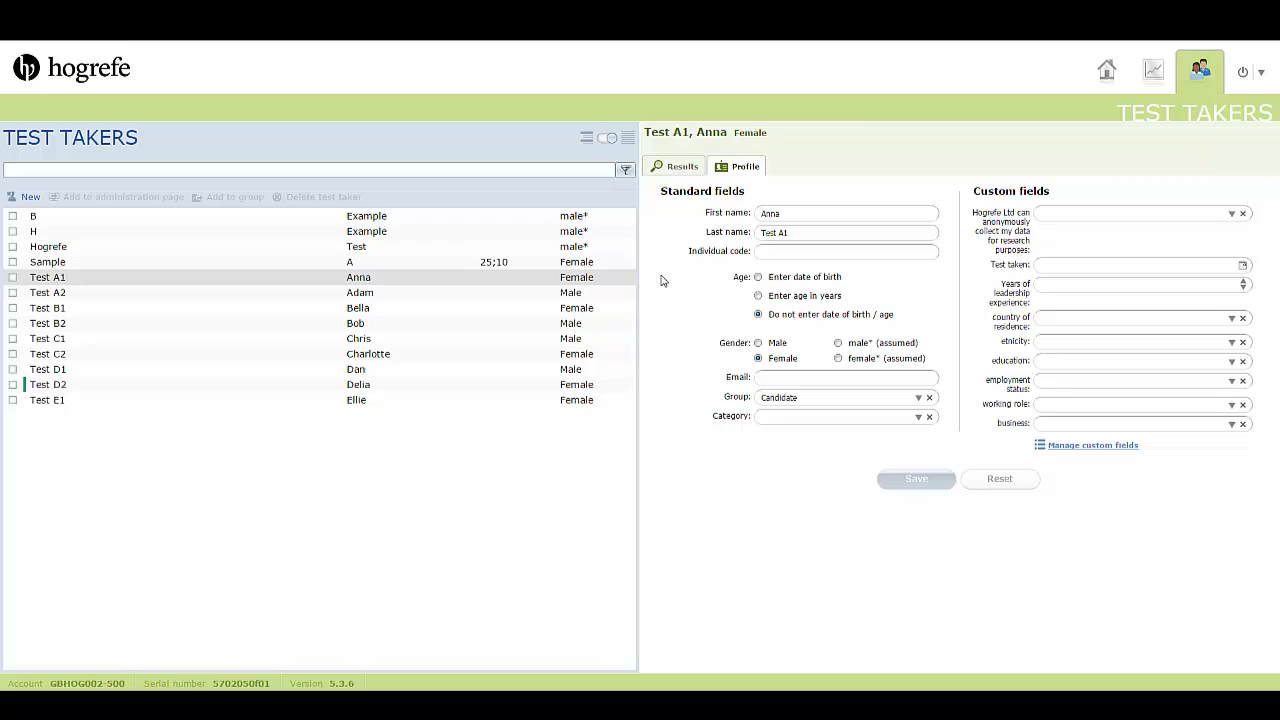 hogrefe
TEST TAKERS
TEST TAKERS
New Add to administration page Add to group Delete test taker
B Example male*
H Example male*
Hogrefe Test male*
Sample A 25;10 Female
Test A1 Anna Female
Test A2 Adam Male
Test B1 Bella Female
Test B2 Bob Male
Test C1 Chris Male
Test C2 Charlotte Female
Test D1 Dan Male
Test D2 Delia Female
Test E1 Ellie Female
Test A1, Anna Female
Results Profile
Standard fields
First name: Anna
Last name: Test A1
Individual code:
Age: Enter date of birth
Enter age in years
Do not enter date of birth / age
Gender: Male male* (assumed)
Female female* (assumed)
Email:
Group: Candidate
Category:
Custom fields
Hogrefe Ltd can
anonymously
collect my data
for research
purposes:
Test taken:
Years of
leadership
experience:
country of
residence:
etnicity:
education:
employment
status:
working role:
business:
Manage custom fields
Save Reset
Account GBHOG002-500 Serial number 5702050f01 Version 5.3.6